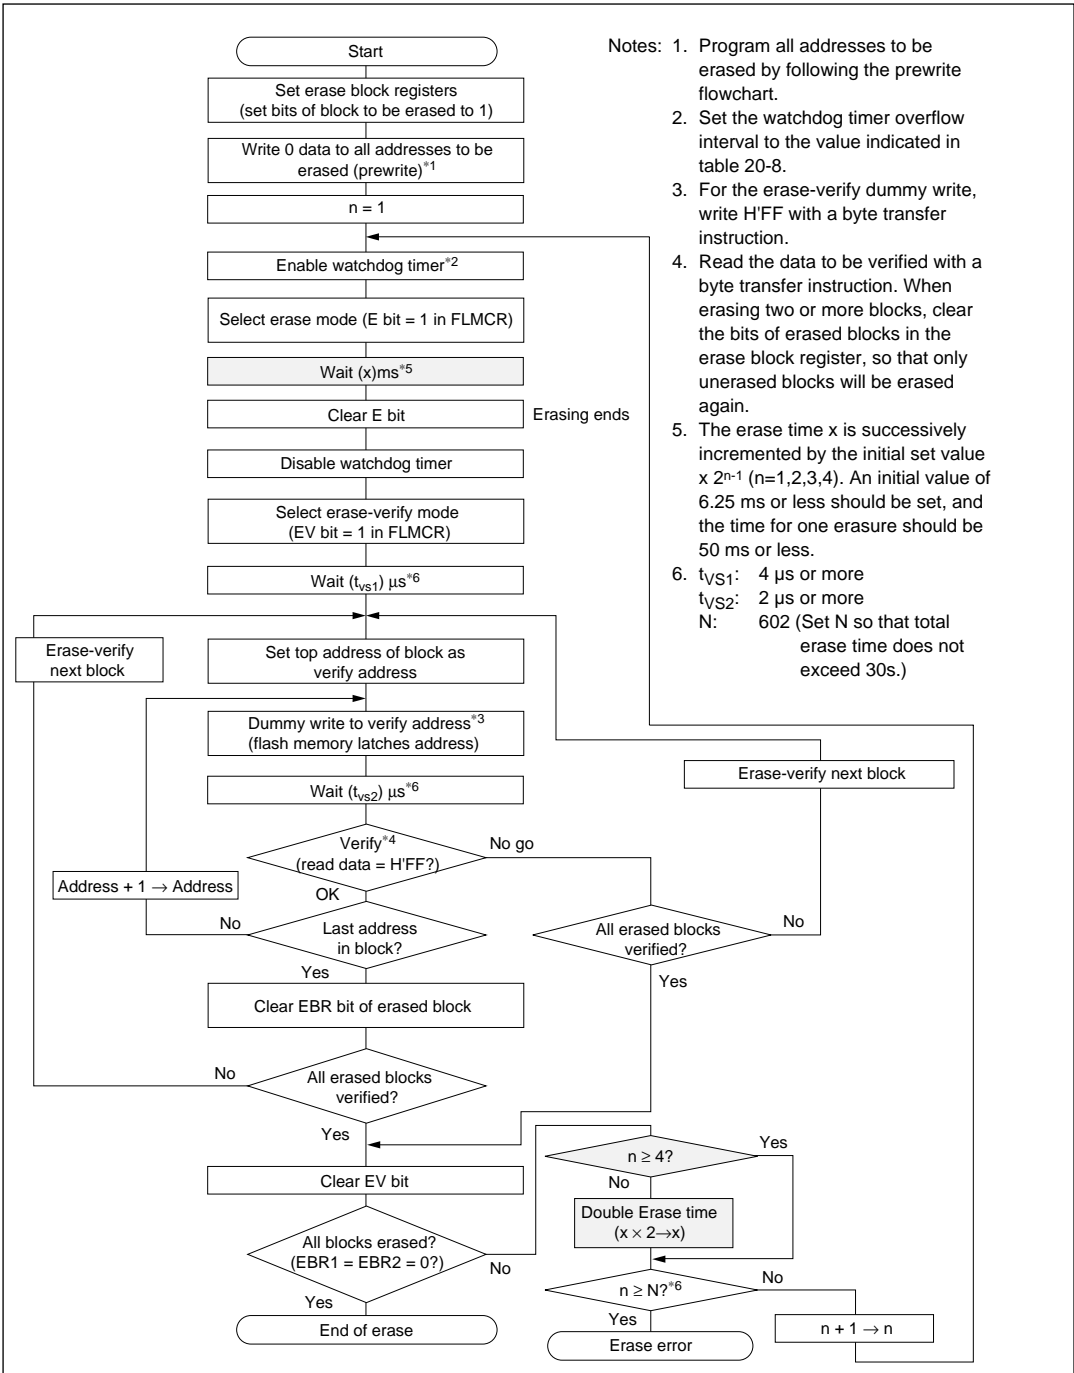 Start
Set erase block registers
(set bits of block to be erased to 1)
Write 0 data to all addresses to be
erased (prewrite)*1
n = 1
Enable watchdog timer*2
Select erase mode (E bit = 1 in FLMCR)
Wait (x)ms*5
Clear E bit
Erasing ends
Disable watchdog timer
Select erase-verify mode
(EV bit = 1 in FLMCR)
Wait (tvs1) µs*6
Erase-verify
next block
Set top address of block as
verify address
Dummy write to verify address*3
(flash memory latches address)
Erase-verify next block
Wait (tvs2) µs*6
Verify*4
(read data = H'FF?)
No go
OK
Address + 1 → Address
No
Last address
in block?
Yes
All erased blocks
verified?
No
Yes
Clear EBR bit of erased block
No
All erased blocks
verified?
Yes
Clear EV bit
n ≥ 4?
Yes
No
Double Erase time
(x × 2→x)
All blocks erased?
(EBR1 = EBR2 = 0?)
No
Yes
End of erase
n ≥ N?*6
No
Yes
Erase error
n + 1 → n
Notes: 1. Program all addresses to be
erased by following the prewrite
flowchart.
2. Set the watchdog timer overflow
interval to the value indicated in
table 20-8.
3. For the erase-verify dummy write,
write H'FF with a byte transfer
instruction.
4. Read the data to be verified with a
byte transfer instruction. When
erasing two or more blocks, clear
the bits of erased blocks in the
erase block register, so that only
unerased blocks will be erased
again.
5. The erase time x is successively
incremented by the initial set value
x 2n-1 (n=1,2,3,4). An initial value of
6.25 ms or less should be set, and
the time for one erasure should be
50 ms or less.
6. tVS1: 4 µs or more
tVS2: 2 µs or more
N: 602 (Set N so that total
erase time does not
exceed 30s.)